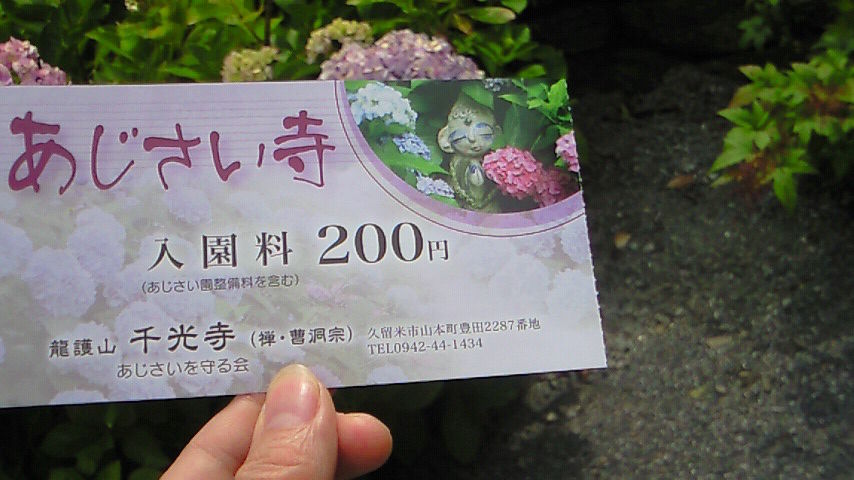 あじさい寺
入園料 200円
(あじさい園整備料を含む)
龍護山 千光寺(禅・曹洞宗)
久留米市山本町豊田2287番地
TEL0942-44-1434
あじさいを守る会